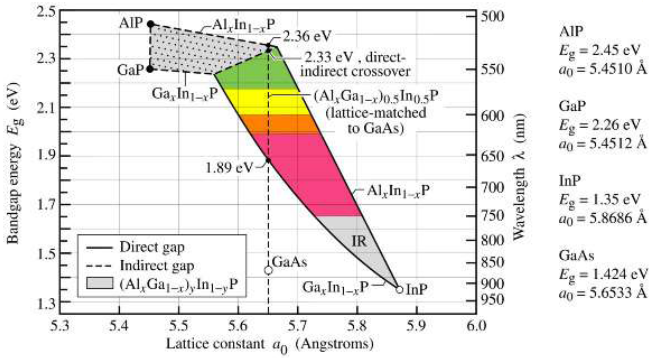 AlP
GaP
AlₓIn₁₋ₓP
2.36 eV
2.33 eV , direct-
indirect crossover
GaₓIn₁₋ₓP
(AlₓGa₁₋ₓ)₀.₅In₀.₅P
(lattice-matched
to GaAs)
1.89 eV
AlₓIn₁₋ₓP
IR
GaAs
GaₓIn₁₋ₓP
InP
Direct gap
Indirect gap
(AlₓGa₁₋ₓ)yIn₁₋yP
Bandgap energy Eg (eV)
2.5
2.3
2.1
1.9
1.7
1.5
1.3
5.3 5.4 5.5 5.6 5.7 5.8 5.9 6.0
Lattice constant a₀ (Angstroms)
500
550
600
650
700
750
800
850
900
950
Wavelength λ (nm)
AlP
Eg = 2.45 eV
a₀ = 5.4510 Å
GaP
Eg = 2.26 eV
a₀ = 5.4512 Å
InP
Eg = 1.35 eV
a₀ = 5.8686 Å
GaAs
Eg = 1.424 eV
a₀ = 5.6533 Å